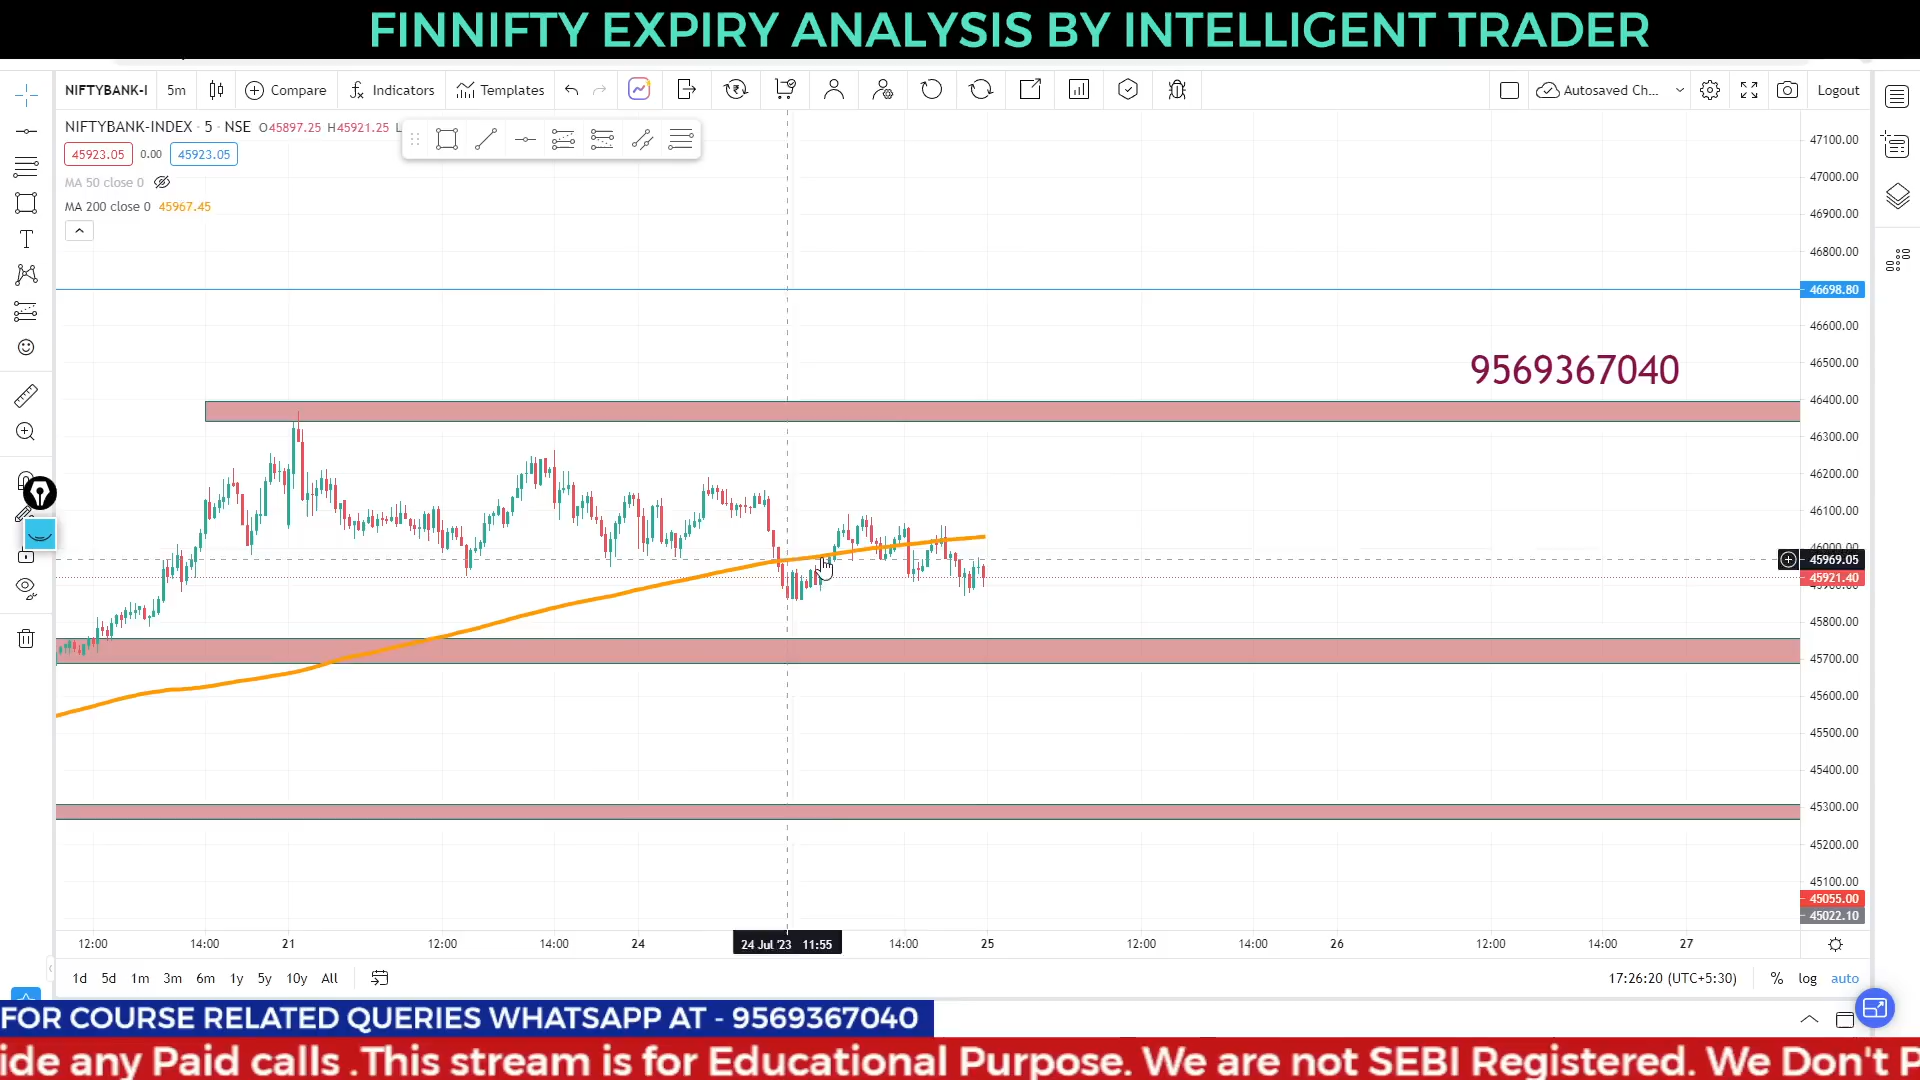 FINNIFTY EXPIRY ANALYSIS BY INTELLIGENT TRADER
NIFTYBANK-I 5m Compare Indicators Templates Autosaved Ch... Logout
NIFTYBANK-INDEX · 5 · NSE O45897.25 H45921.25 L
45923.05 0.00 45923.05
MA 50 close 0
MA 200 close 0 45967.45
47100.00
47000.00
46900.00
46800.00
46698.80
46600.00
46500.00
9569367040
46400.00
46300.00
46200.00
46100.00
46000.00
45969.05
45921.40
45800.00
45700.00
45600.00
45500.00
45400.00
45300.00
45200.00
45100.00
45055.00
45022.10
12:00 14:00 21 12:00 14:00 24 24 Jul '23 11:55 14:00 25 12:00 14:00 26 12:00 14:00 27
1d 5d 1m 3m 6m 1y 5y 10y All 17:26:20 (UTC+5:30) % log auto
FOR COURSE RELATED QUERIES WHATSAPP AT - 9569367040
ide any Paid calls .This stream is for Educational Purpose. We are not SEBI Registered. We Don't P